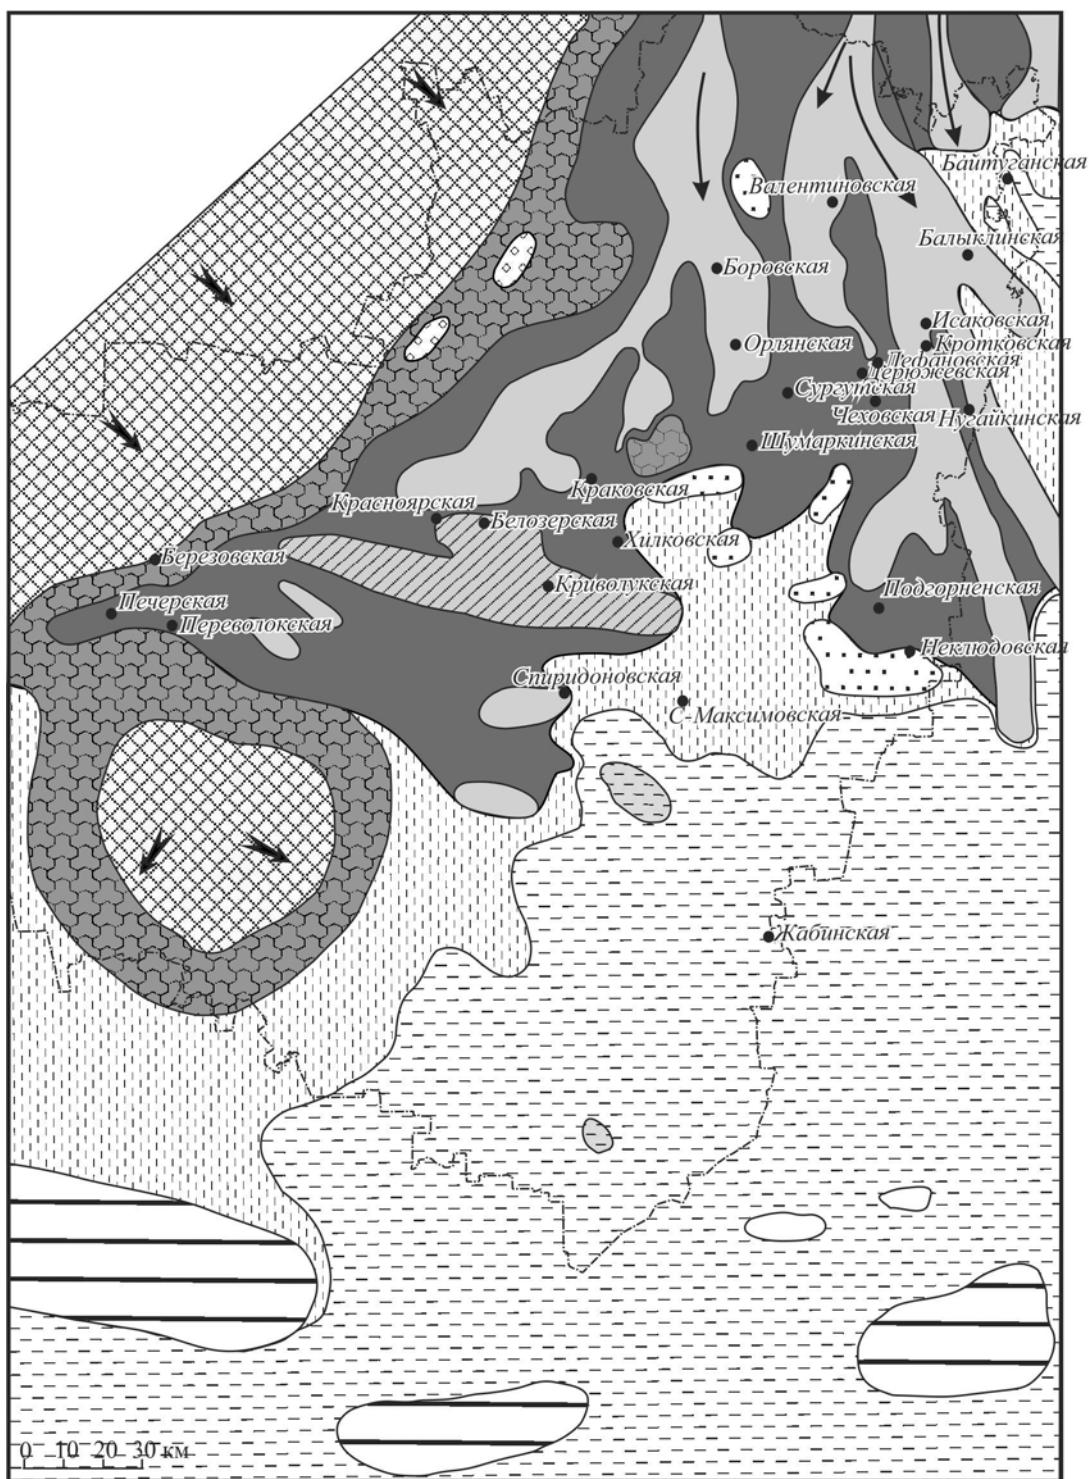 Байтуганская
Валентиновская
Балыклинская
Боровская
Исаковская
Орлянская
Кротковская
Лефановская
Терюжевская
Сургутская
Чеховская
Нугайкинская
Шумаркинская
Краковская
Красноярская
Белозерская
Хилковская
Березовская
Криволукская
Печерская
Подгорненская
Переволокская
Неклюдовская
Спиридоновская
С-Максимовская
Жабинская
0 10 20 30 км